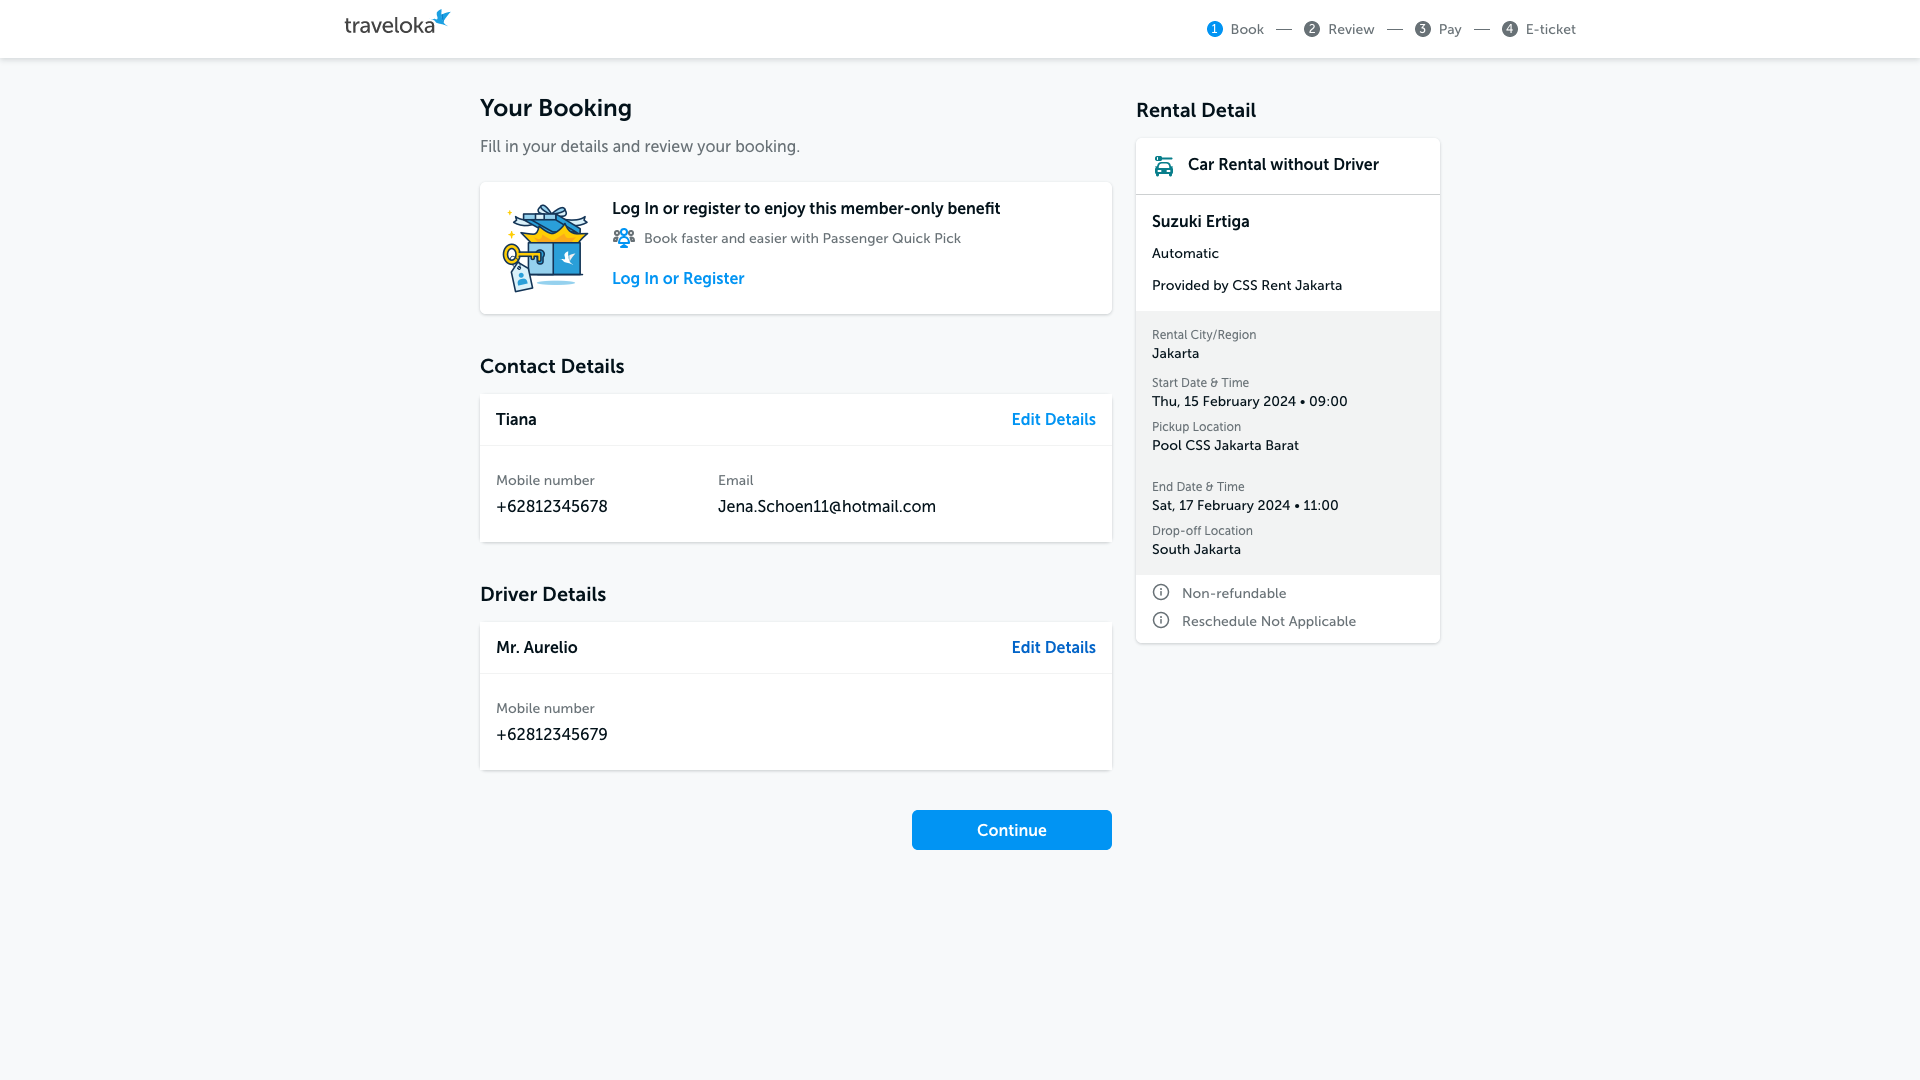 traveloka
1 Book — 2 Review — 3 Pay — 4 E-ticket
Your Booking
Fill in your details and review your booking.
Log In or register to enjoy this member-only benefit
Book faster and easier with Passenger Quick Pick
Log In or Register
Contact Details
Tiana
Edit Details
Mobile number
+62812345678
Email
Jena.Schoen11@hotmail.com
Driver Details
Mr. Aurelio
Edit Details
Mobile number
+62812345679
Continue
Rental Detail
Car Rental without Driver
Suzuki Ertiga
Automatic
Provided by CSS Rent Jakarta
Rental City/Region
Jakarta
Start Date & Time
Thu, 15 February 2024 • 09:00
Pickup Location
Pool CSS Jakarta Barat
End Date & Time
Sat, 17 February 2024 • 11:00
Drop-off Location
South Jakarta
Non-refundable
Reschedule Not Applicable